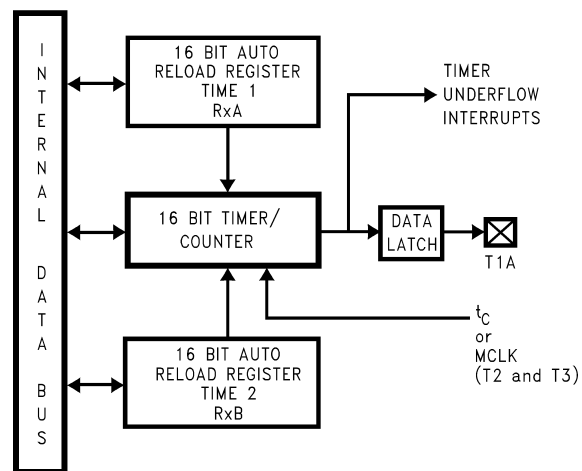 INTERNAL DATA BUS
16 BIT AUTO
RELOAD REGISTER
TIME 1
RxA
16 BIT TIMER/
COUNTER
16 BIT AUTO
RELOAD REGISTER
TIME 2
RxB
TIMER
UNDERFLOW
INTERRUPTS
DATA
LATCH
T1A
tC
or
MCLK
(T2 and T3)